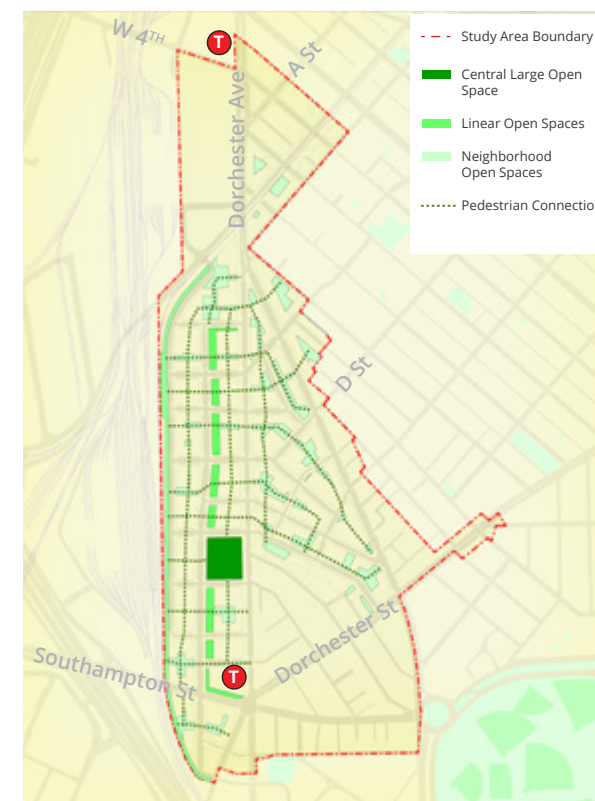 W 4TH
T
A St
Dorchester Ave
Study Area Boundary
Central Large Open
Space
Linear Open Spaces
Neighborhood
Open Spaces
Pedestrian Connectio
D St
Dorchester St
Southampton St
T